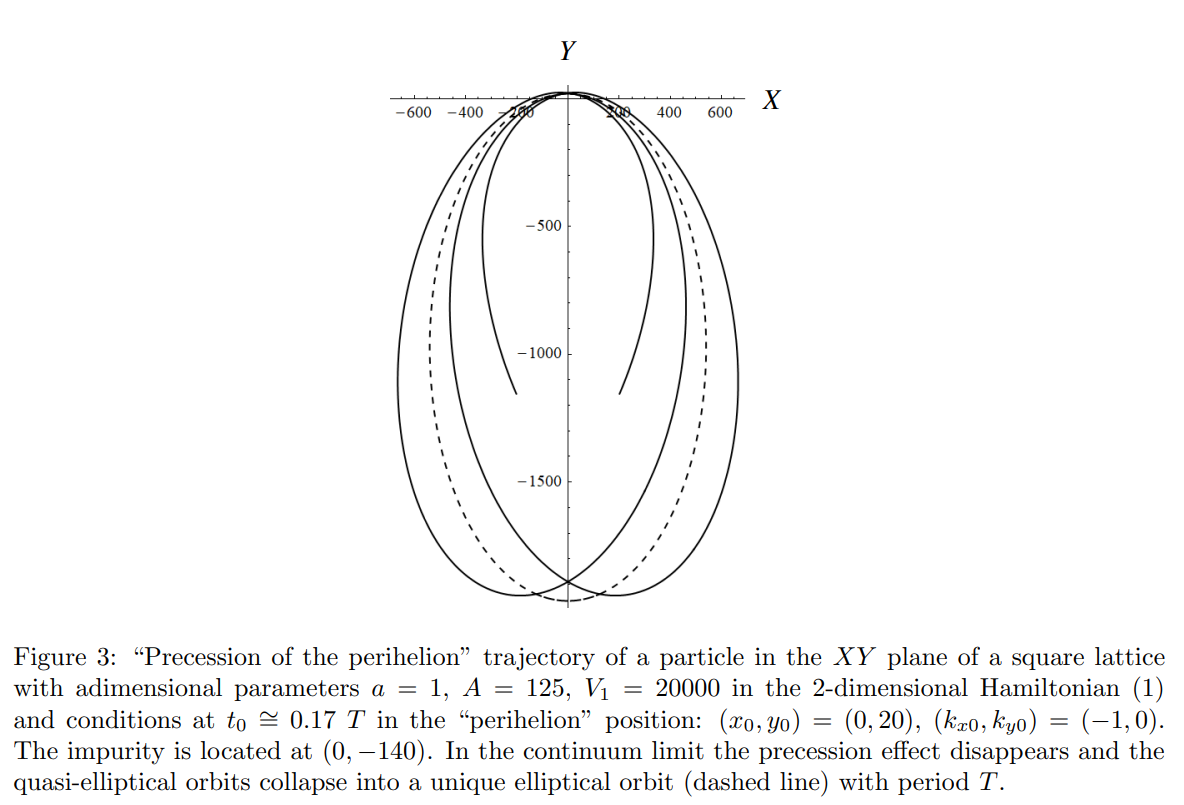 Y
X
−600 −400 −200 200 400 600
−500
−1000
−1500
Figure 3: “Precession of the perihelion” trajectory of a particle in the XY plane of a square lattice
with adimensional parameters a = 1, A = 125, V₁ = 20000 in the 2-dimensional Hamiltonian (1)
and conditions at t₀ ≅ 0.17 T in the “perihelion” position: (x₀, y₀) = (0, 20), (kₓ₀, k_y₀) = (−1, 0).
The impurity is located at (0, −140). In the continuum limit the precession effect disappears and the
quasi-elliptical orbits collapse into a unique elliptical orbit (dashed line) with period T.